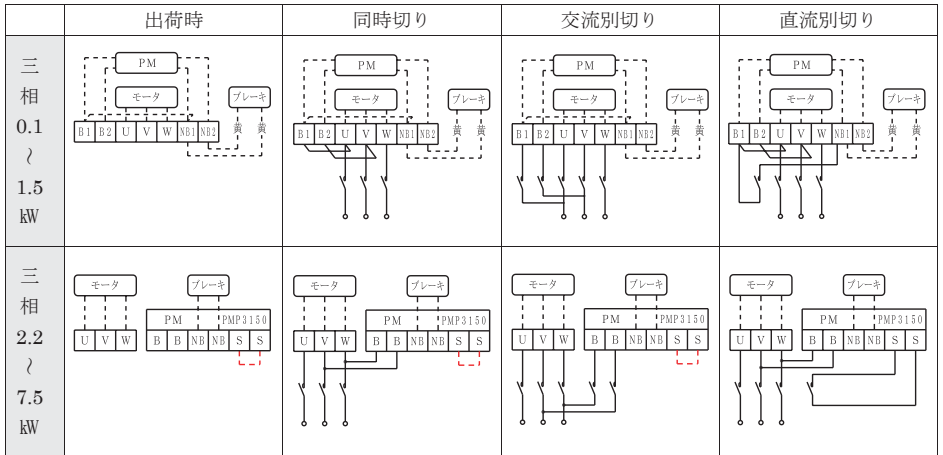 出荷時 同時切り 交流別切り 直流別切り
三相 0.1 ～ 1.5 kW
PM
モータ ブレーキ
B1 B2 U V W NB1 NB2 黄 黄
PM
モータ ブレーキ
B1 B2 U V W NB1 NB2 黄 黄
PM
モータ ブレーキ
B1 B2 U V W NB1 NB2 黄 黄
PM
モータ ブレーキ
B1 B2 U V W NB1 NB2 黄 黄
三相 2.2 ～ 7.5 kW
モータ ブレーキ
PM PMP3150
U V W B B NB NB S S
モータ ブレーキ
PM PMP3150
U V W B B NB NB S S
モータ ブレーキ
PM PMP3150
U V W B B NB NB S S
モータ ブレーキ
PM PMP3150
U V W B B NB NB S S